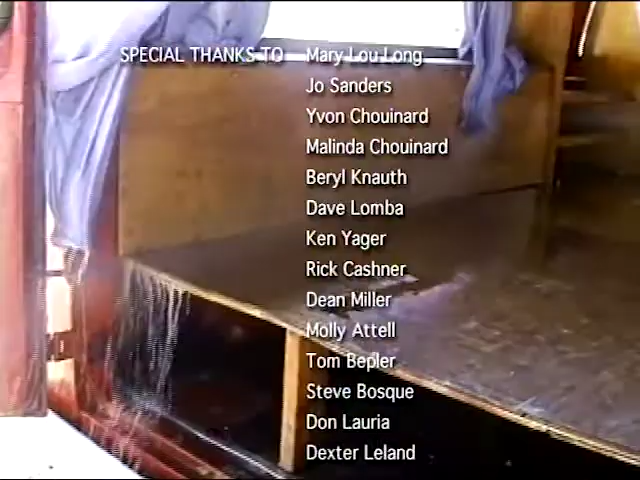 SPECIAL THANKS TO Mary Lou Long
Jo Sanders
Yvon Chouinard
Malinda Chouinard
Beryl Knauth
Dave Lomba
Ken Yager
Rick Cashner
Dean Miller
Molly Attell
Tom Bepler
Steve Bosque
Don Lauria
Dexter Leland